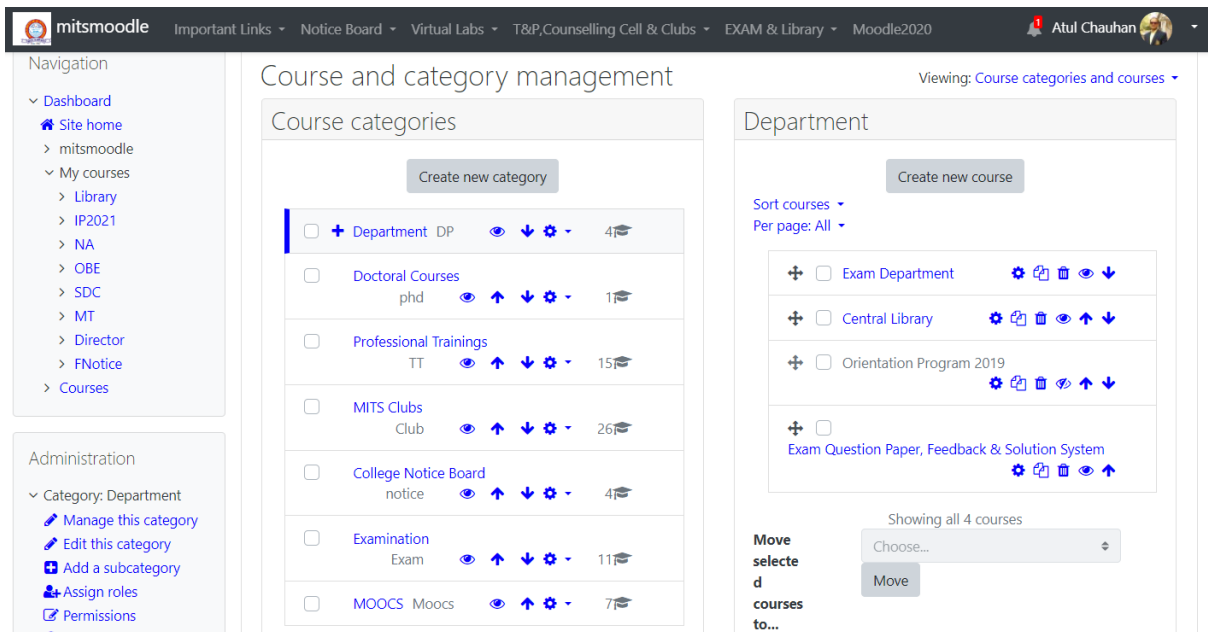 mitsmoodle Important Links Notice Board Virtual Labs T&P,Counselling Cell & Clubs EXAM & Library Moodle2020 1 Atul Chauhan
Navigation
Dashboard
Site home
mitsmoodle
My courses
Library
IP2021
NA
OBE
SDC
MT
Director
FNotice
Courses
Administration
Category: Department
Manage this category
Edit this category
Add a subcategory
Assign roles
Permissions
Course and category management
Viewing: Course categories and courses
Course categories
Create new category
Department DP 4
Doctoral Courses
phd 1
Professional Trainings
TT 15
MITS Clubs
Club 26
College Notice Board
notice 4
Examination
Exam 11
MOOCS Moocs 7
Department
Create new course
Sort courses
Per page: All
Exam Department
Central Library
Orientation Program 2019
Exam Question Paper, Feedback & Solution System
Showing all 4 courses
Move
selecte
d
courses
to...
Choose...
Move